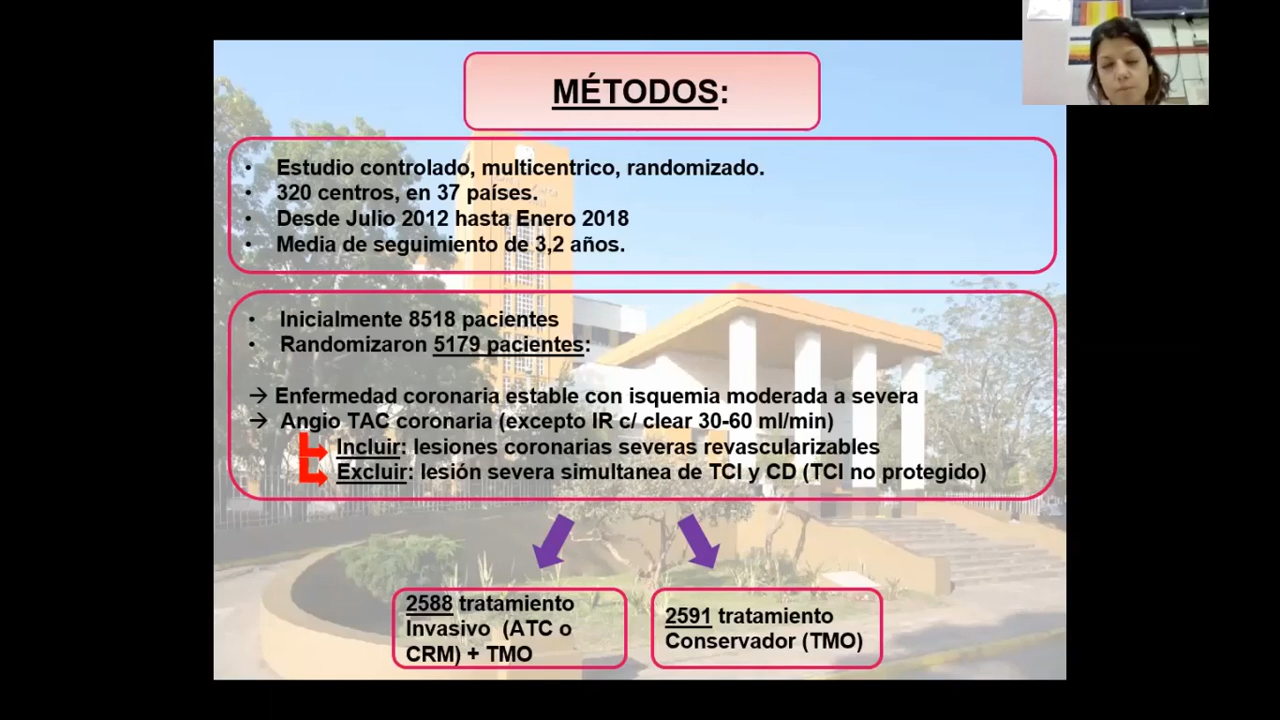 MÉTODOS:
• Estudio controlado, multicentrico, randomizado.
• 320 centros, en 37 países.
• Desde Julio 2012 hasta Enero 2018
• Media de seguimiento de 3,2 años.
• Inicialmente 8518 pacientes
• Randomizaron 5179 pacientes:
→ Enfermedad coronaria estable con isquemia moderada a severa
→ Angio TAC coronaria (excepto IR c/ clear 30-60 ml/min)
Incluir: lesiones coronarias severas revascularizables
Excluir: lesión severa simultanea de TCI y CD (TCI no protegido)
2588 tratamiento
Invasivo (ATC o
CRM) + TMO
2591 tratamiento
Conservador (TMO)